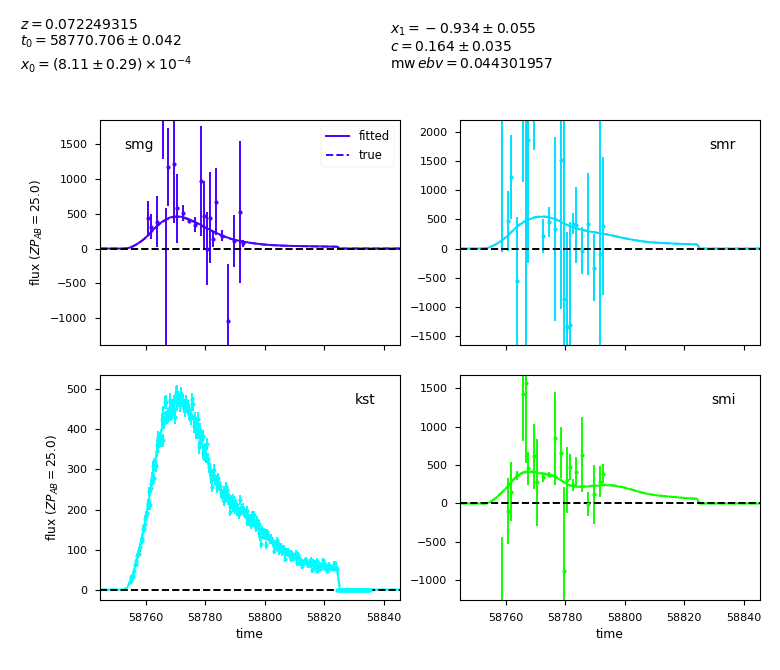 z = 0.072249315
t₀ = 58770.706 ± 0.042
x₀ = (8.11 ± 0.29) × 10⁻⁴
x₁ = −0.934 ± 0.055
c = 0.164 ± 0.035
mw ebv = 0.044301957
smg
fitted
true
1500
1000
500
0
−500
−1000
flux (ZP_AB = 25.0)
smr
2000
1500
1000
500
0
−500
−1000
−1500
kst
500
400
300
200
100
0
flux (ZP_AB = 25.0)
58760 58780 58800 58820 58840
time
smi
1500
1000
500
0
−500
−1000
58760 58780 58800 58820 58840
time